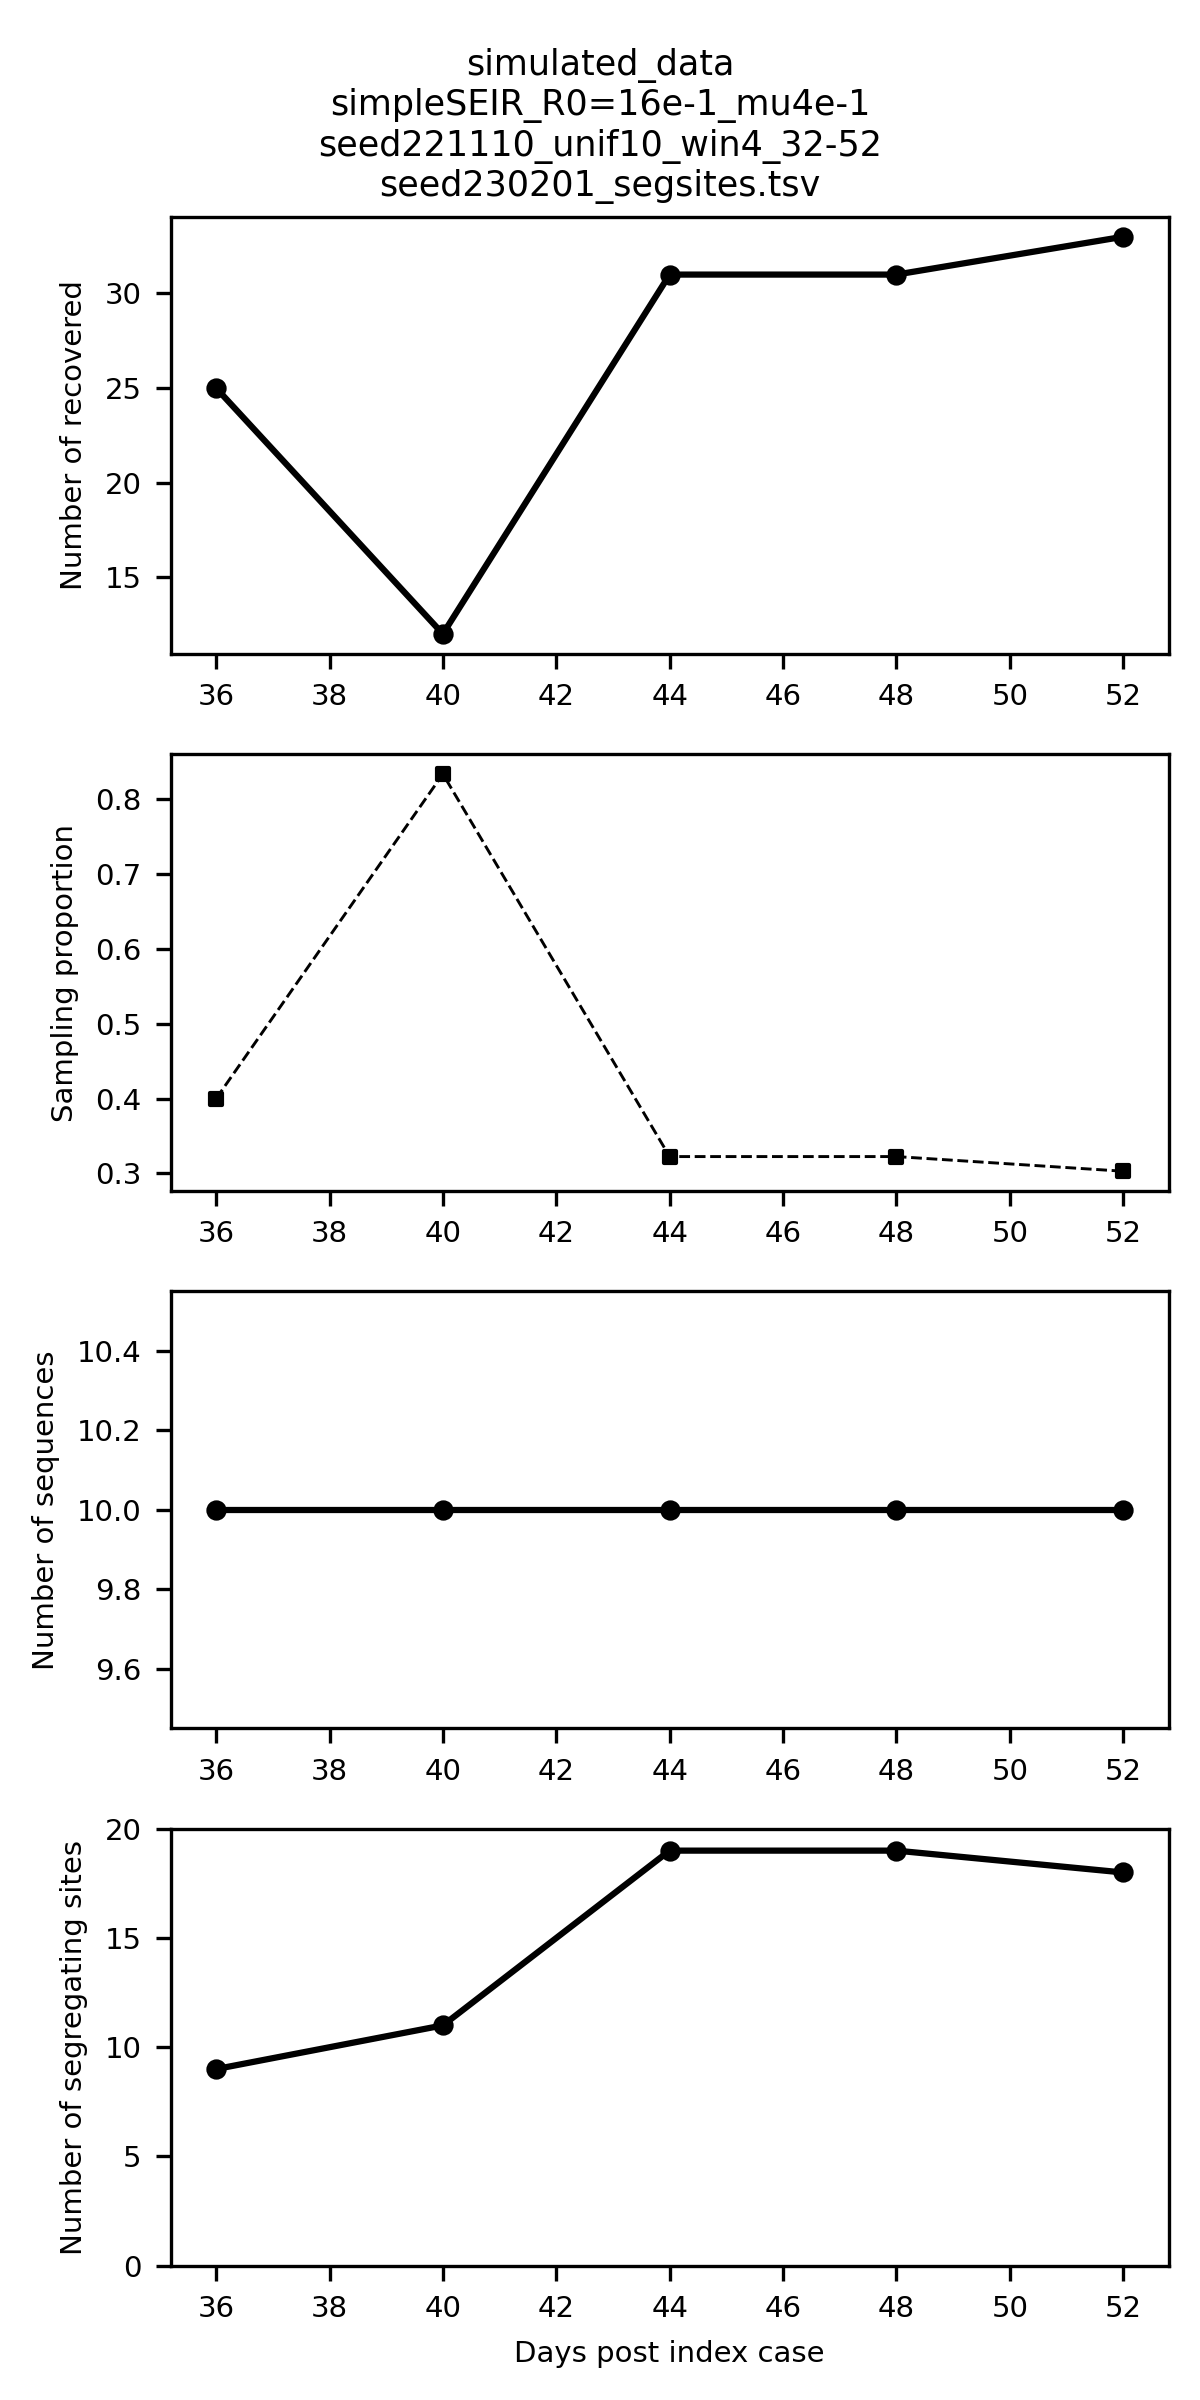 simulated_data
simpleSEIR_R0=16e-1_mu4e-1
seed221110_unif10_win4_32-52
seed230201_segsites.tsv
Number of recovered
30
25
20
15
36 38 40 42 44 46 48 50 52
Sampling proportion
0.8
0.7
0.6
0.5
0.4
0.3
36 38 40 42 44 46 48 50 52
Number of sequences
10.4
10.2
10.0
9.8
9.6
36 38 40 42 44 46 48 50 52
Number of segregating sites
20
15
10
5
0
36 38 40 42 44 46 48 50 52
Days post index case